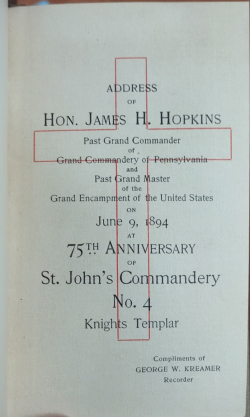 ADDRESS
OF
HON. JAMES H. HOPKINS
Past Grand Commander
of
Grand Commandery of Pennsylvania
and
Past Grand Master
of the
Grand Encampment of the United States
ON
June 9, 1894
AT
75TH ANNIVERSARY
OF
St. John's Commandery
No. 4
Knights Templar
Compliments of
GEORGE W. KREAMER
Recorder